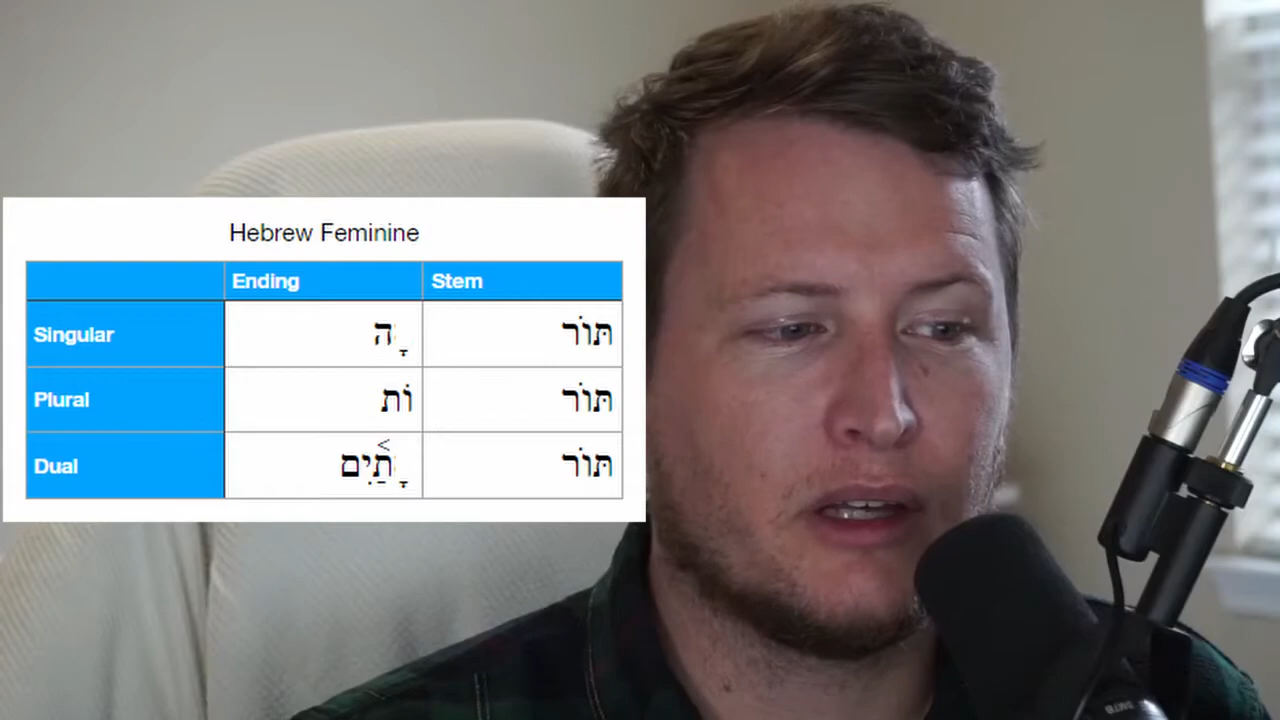 Hebrew Feminine
Ending Stem
Singular ָה תּוֹר
Plural וֹת תּוֹר
Dual ָתַ֫יִם תּוֹר